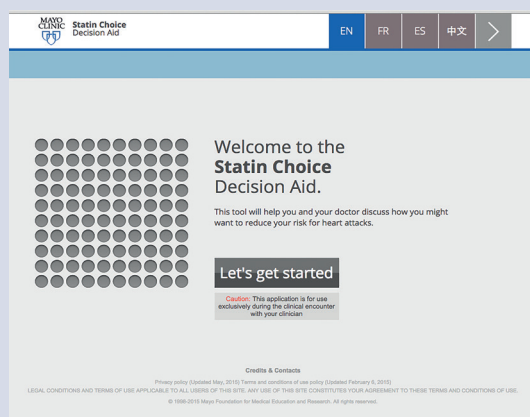 MAYO
CLINIC
Statin Choice
Decision Aid
EN
FR
ES
中文
Welcome to the
Statin Choice
Decision Aid.
This tool will help you and your doctor discuss how you might
want to reduce your risk for heart attacks.
Let's get started
Caution: This application is for use
exclusively during the clinical encounter
with your clinician
Credits & Contacts
Privacy policy (Updated May, 2010) Terms and conditions of use policy (Updated February 6, 2015)
LEGAL CONDITIONS AND TERMS OF USE APPLICABLE TO ALL USERS OF THIS SITE. ANY USE OF THIS SITE CONSTITUTES YOUR AGREEMENT TO THESE TERMS AND CONDITIONS OF USE.
© 1998-2015 Mayo Foundation for Medical Education and Research. All rights reserved.